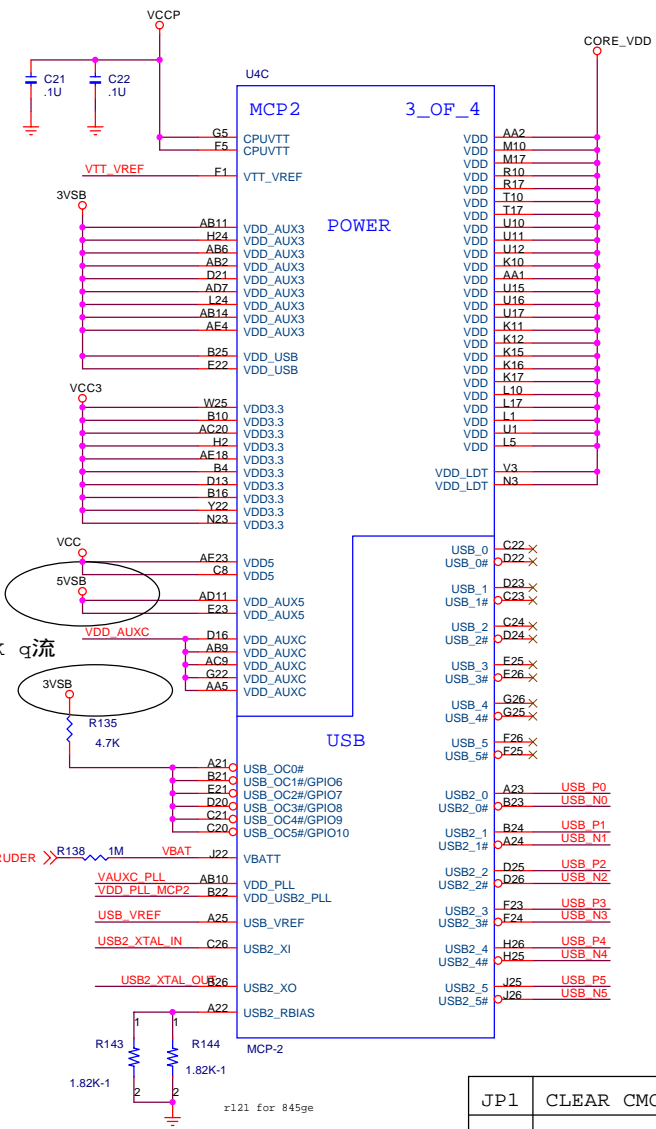 VCCP
CORE_VDD
C21
.1U
C22
.1U
U4C
MCP2
3_OF_4
G5 CPUVTT
F5 CPUVTT
VTT_VREF F1 VTT_VREF
3VSB
POWER
AB11 VDD_AUX3
H24 VDD_AUX3
AB6 VDD_AUX3
AB2 VDD_AUX3
D21 VDD_AUX3
AD7 VDD_AUX3
L24 VDD_AUX3
AB14 VDD_AUX3
AE4 VDD_AUX3
B25 VDD_USB
E22 VDD_USB
VCC3
W25 VDD3.3
B10 VDD3.3
AC20 VDD3.3
H2 VDD3.3
AE18 VDD3.3
B4 VDD3.3
D13 VDD3.3
B16 VDD3.3
Y22 VDD3.3
N23 VDD3.3
VCC
AE23 VDD5
C8 VDD5
5VSB
AD11 VDD_AUX5
E23 VDD_AUX5
VDD_AUXC
D16 VDD_AUXC
AB9 VDD_AUXC
AC9 VDD_AUXC
G22 VDD_AUXC
AA5 VDD_AUXC
q流
3VSB
R135
4.7K
USB
A21 USB_OC0#
B21 USB_OC1#/GPIO6
E21 USB_OC2#/GPIO7
D20 USB_OC3#/GPIO8
C21 USB_OC4#/GPIO9
C20 USB_OC5#/GPIO10
RUDER R138 1M VBAT J22 VBATT
VAUXC_PLL AB10 VDD_PLL
VDD_PLL_MCP2 B22 VDD_USB2_PLL
USB_VREF A25 USB_VREF
USB2_XTAL_IN C26 USB2_XI
USB2_XTAL_OUT B26 USB2_XO
A22 USB2_RBIAS
VDD AA2
VDD M10
VDD M17
VDD R10
VDD R17
VDD T10
VDD T17
VDD U10
VDD U11
VDD U12
VDD K10
VDD AA1
VDD U15
VDD U16
VDD U17
VDD K11
VDD K12
VDD K15
VDD K16
VDD K17
VDD L10
VDD L17
VDD L1
VDD U1
VDD L5
VDD_LDT V3
VDD_LDT N3
USB_0 C22
USB_0# D22
USB_1 D23
USB_1# C23
USB_2 C24
USB_2# D24
USB_3 E25
USB_3# E26
USB_4 G26
USB_4# G25
USB_5 F26
USB_5# F25
USB2_0 A23 USB_P0
USB2_0# B23 USB_N0
USB2_1 B24 USB_P1
USB2_1# A24 USB_N1
USB2_2 D25 USB_P2
USB2_2# D26 USB_N2
USB2_3 F23 USB_P3
USB2_3# F24 USB_N3
USB2_4 H26 USB_P4
USB2_4# H25 USB_N4
USB2_5 J25 USB_P5
USB2_5# J26 USB_N5
MCP-2
1 1
R143
1.82K-1
R144
1.82K-1
2 2
r121 for 845ge
JP1 CLEAR CMO